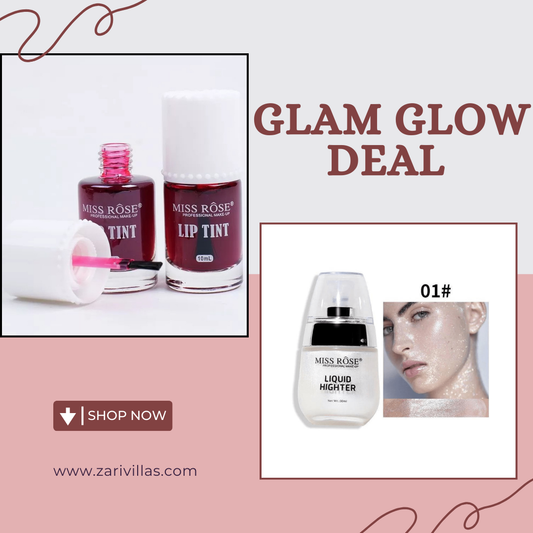 GLAM GLOW
DEAL
MISS RÔSE®
PROFESSIONAL MAKE UP
TINT
MISS RÔSE®
PROFESSIONAL MAKE UP
LIP TINT
10mL
01#
MISS RÔSE®
PROFESSIONAL MAKE UP
LIQUID
HIGHTER
SHOP NOW
www.zarivillas.com